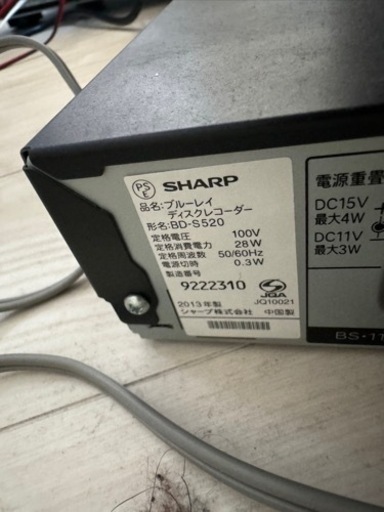 PS
E
SHARP
品名: ブルーレイ
ディスクレコーダー
形名: BD-S520
定格電圧 100V
定格消費電力 28W
定格周波数 50/60Hz
電源切時 0.3W
製造番号
9222310
JQA
JQ10021
2013年製
シャープ株式会社 中国製
電源重畳
DC15V
最大4W
DC11V
最大3W
BS・11